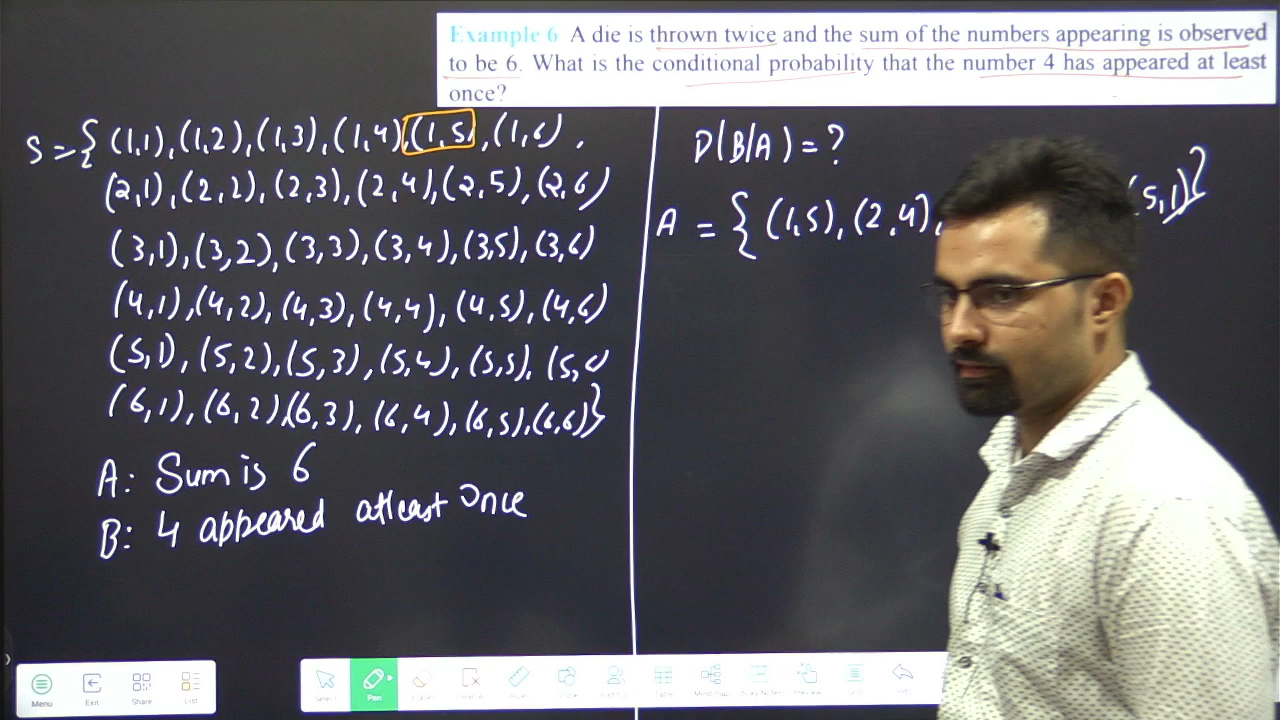 Example 6 A die is thrown twice and the sum of the numbers appearing is observed
to be 6. What is the conditional probability that the number 4 has appeared at least
once?
S = { (1,1), (1,2), (1,3), (1,4), (1,5), (1,6),
(2,1), (2,2), (2,3), (2,4), (2,5), (2,6)
(3,1), (3,2), (3,3), (3,4), (3,5), (3,6)
(4,1), (4,2), (4,3), (4,4), (4,5), (4,6)
(5,1), (5,2), (5,3), (5,4), (5,5), (5,
(6,1), (6,2), (6,3), (6,4), (6,5), (6,6)}
A: Sum is 6
B: 4 appeared atleast Once
P(B/A) = ?
A = { (1,5), (2,4), (5,1)}
Menu Exit Share List
Select Pen